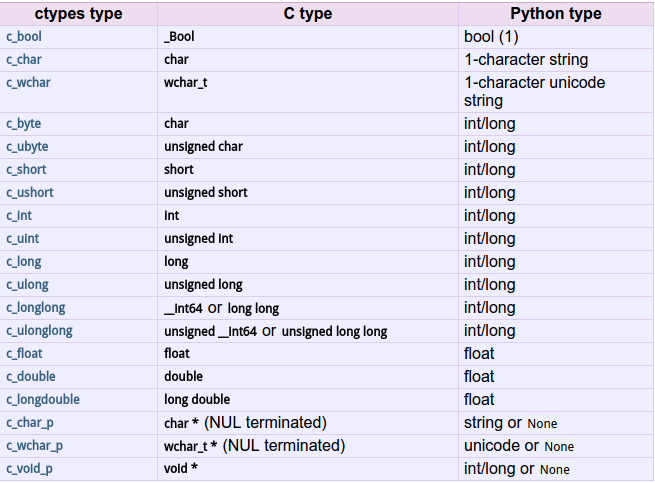 ctypes type C type Python type
c_bool _Bool bool (1)
c_char char 1-character string
c_wchar wchar_t 1-character unicode
string
c_byte char int/long
c_ubyte unsigned char int/long
c_short short int/long
c_ushort unsigned short int/long
c_int int int/long
c_uint unsigned int int/long
c_long long int/long
c_ulong unsigned long int/long
c_longlong __int64 or long long int/long
c_ulonglong unsigned __int64 or unsigned long long int/long
c_float float float
c_double double float
c_longdouble long double float
c_char_p char * (NUL terminated) string or None
c_wchar_p wchar_t * (NUL terminated) unicode or None
c_void_p void * int/long or None